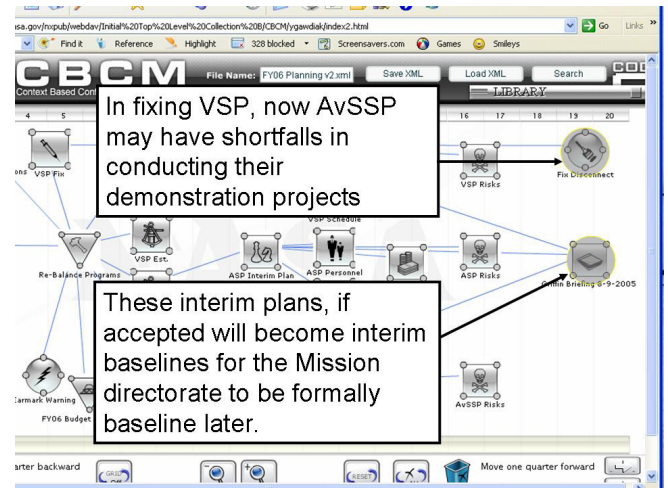 sa.gov/nxpub/webdav/Initial%20Top%20Level%20Collection%20B/CBCM/ygawdiak/index2.html
Go
Links »
Find it
Reference
Highlight
328 blocked
Screensavers.com
Games
Smileys
CBCM
File Name:
FY06 Planning v2.xml
Save XML
Load XML
Search
Context Based Con
LIBRARY
4 5 16 17 18 19 20
In fixing VSP, now AvSSP
may have shortfalls in
conducting their
demonstration projects
ons
VSP Fix
VSP Risks
Fix Disconnect
VSP Schedule
VSP Est.
Re-Balance Programs
ASP Interim Plan
ASP Personnel
ASP Risks
Griffin Briefing 8-9-2005
These interim plans, if
accepted will become interim
baselines for the Mission
directorate to be formally
baseline later.
Earmark Warning
FY06 Budget
AvSSP Risks
arter backward
GRID
Off
RESET
Move one quarter forward